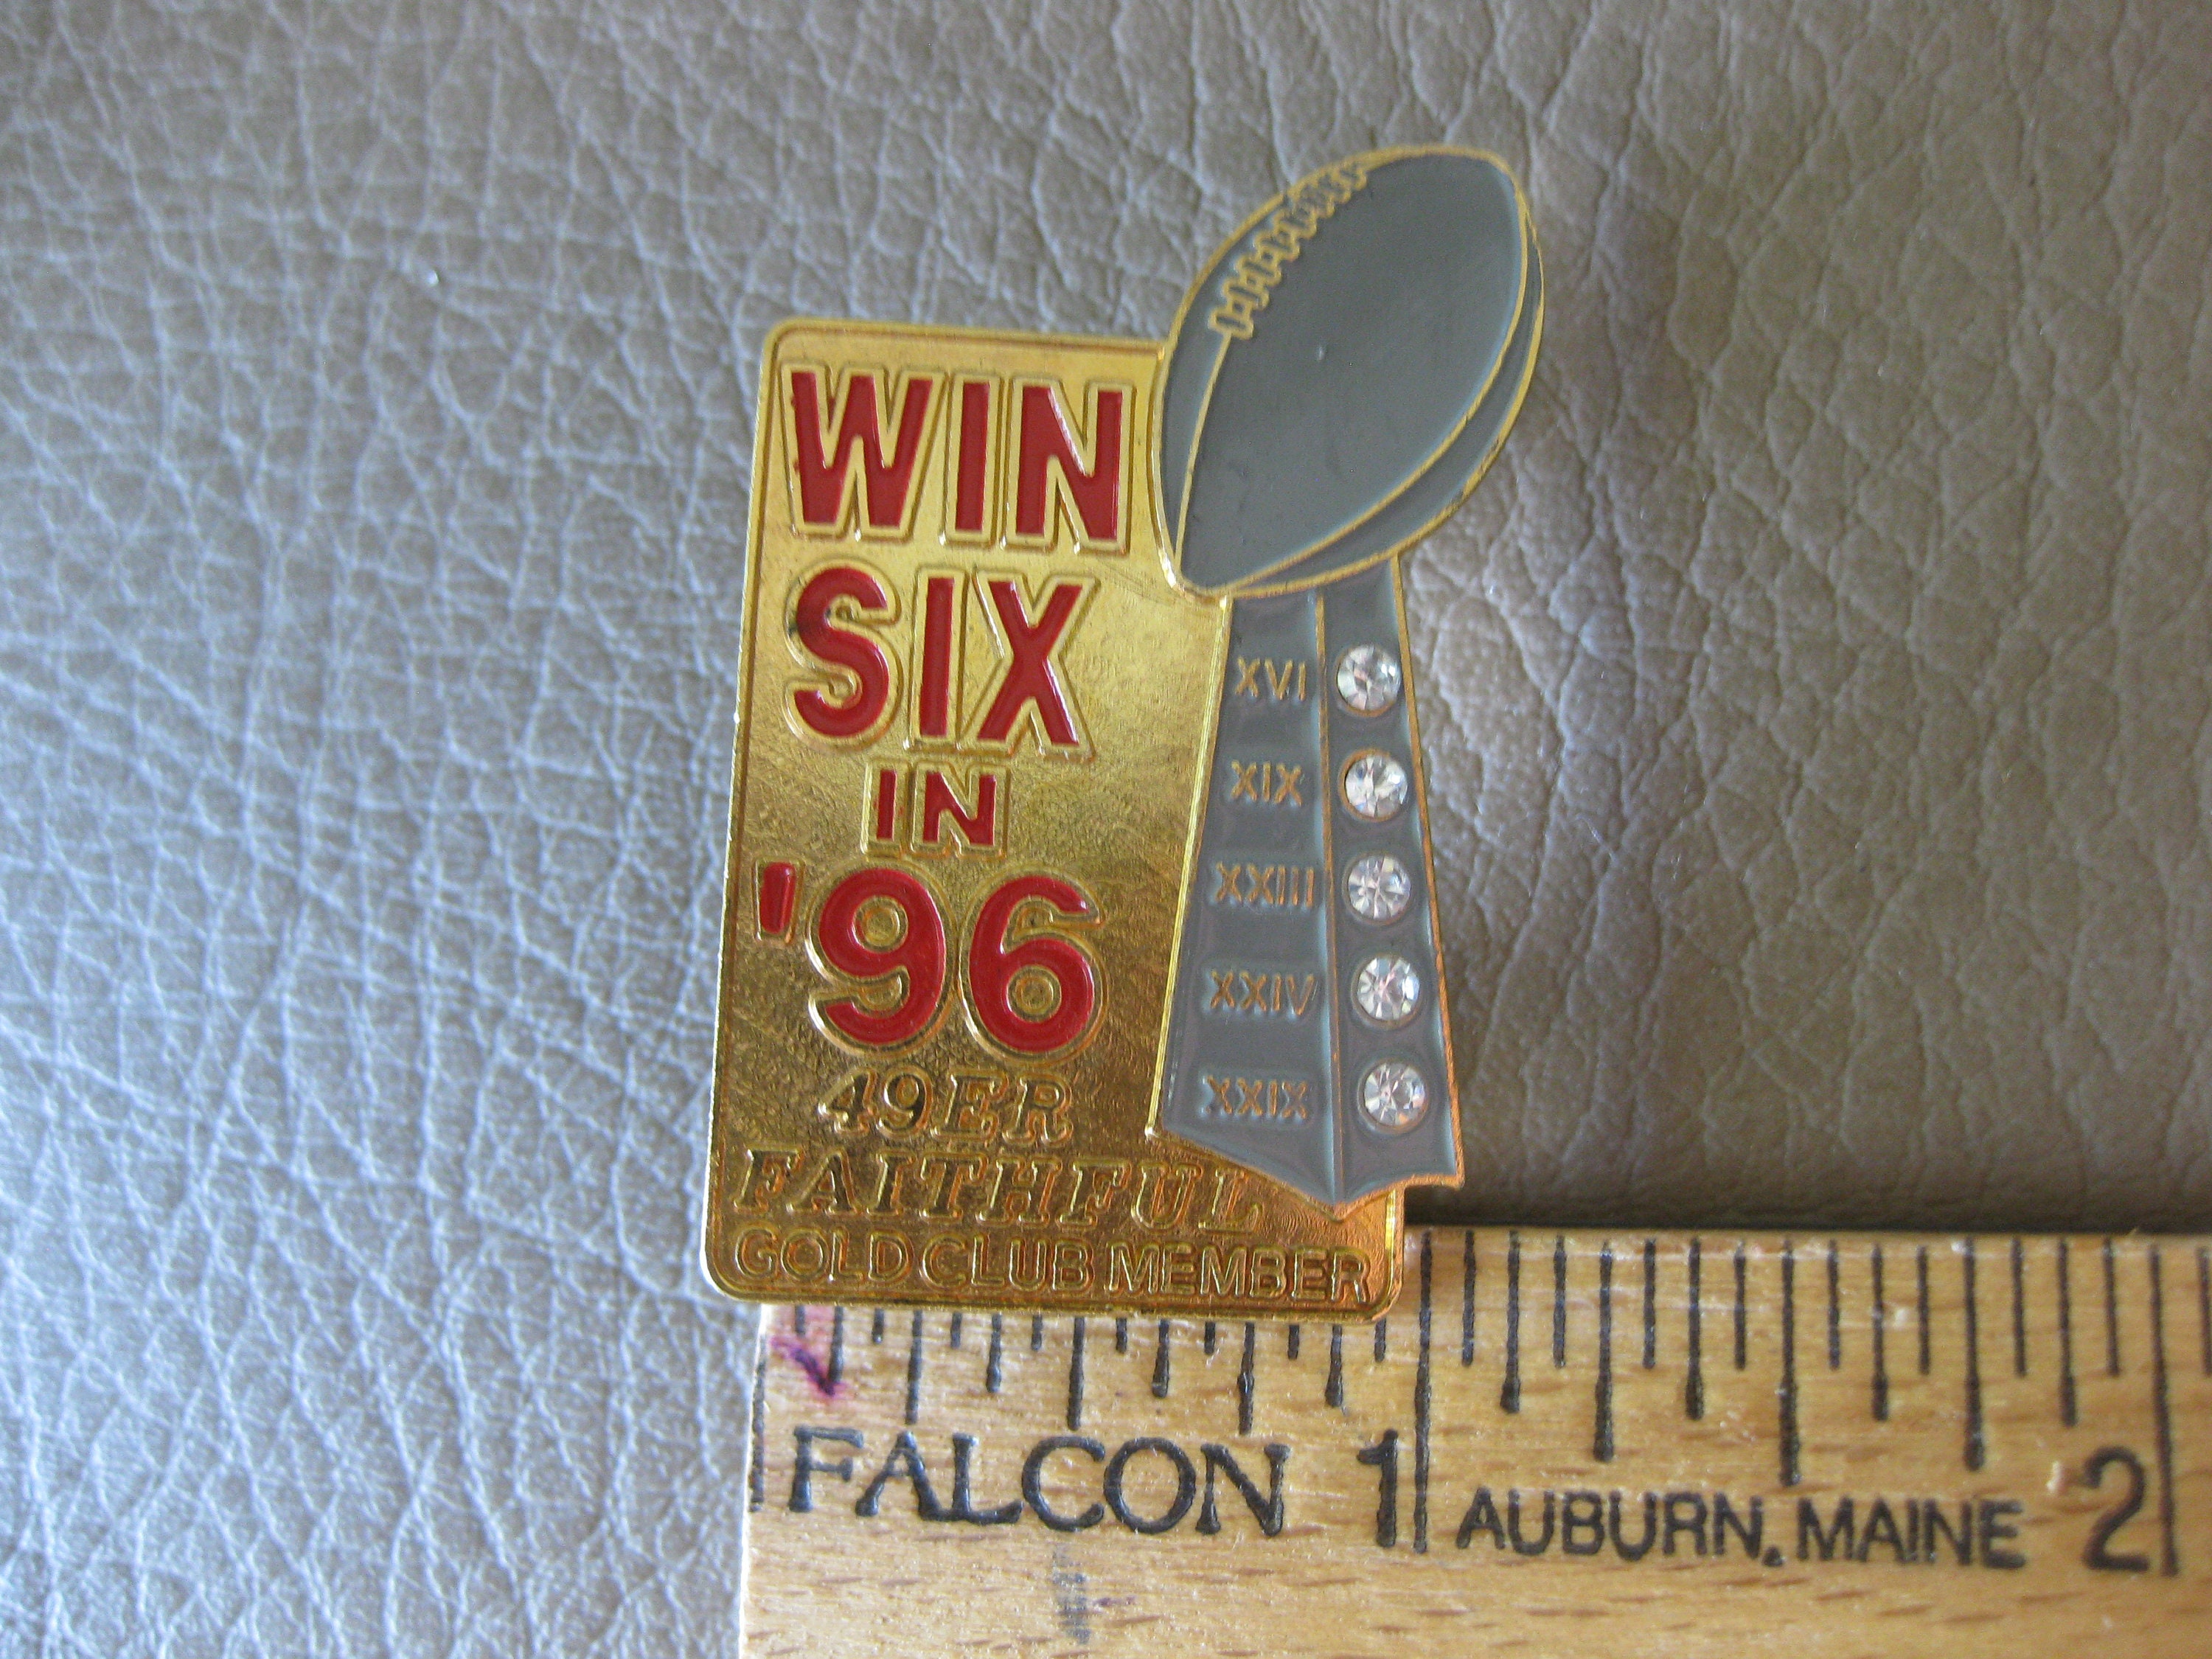 WIN
SIX
IN
'96
49ER
FAITHFUL
GOLD CLUB MEMBER
XVI
XIX
XXIII
XXIV
XXIX
FALCON 1 AUBURN, MAINE 2